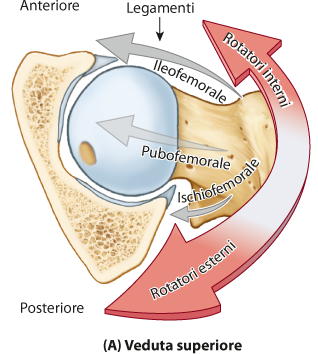 Anteriore
Legamenti
Rotatori interni
Ileofemorale
Pubofemorale
Ischiofemorale
Rotatori esterni
Posteriore
(A) Veduta superiore